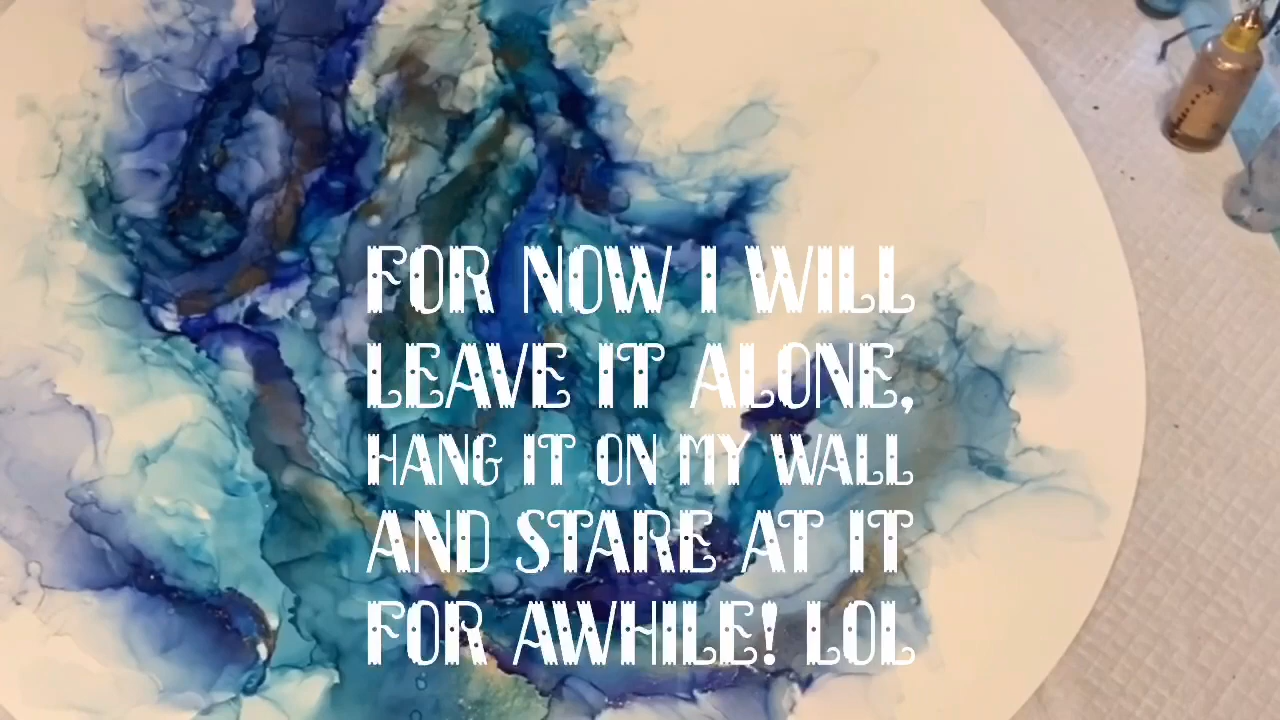 FOR NOW I WILL
LEAVE IT ALONE,
HANG IT ON MY WALL
AND STARE AT IT
FOR AWHILE! LOL